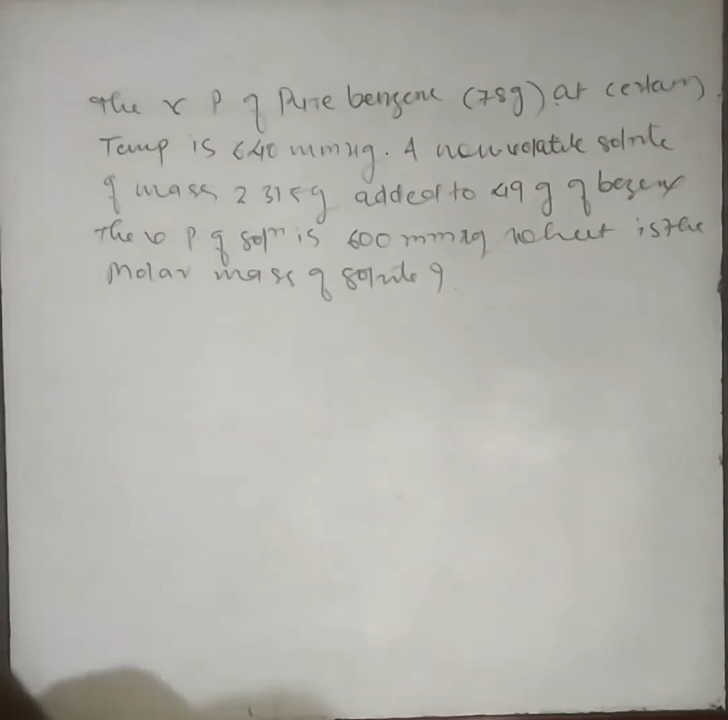 The v P of Pure benzene (78g) at certain
Temp is 640 mmHg. A non volatile solute
of mass 2 315g added to 49 g of bezene
The v P. of solⁿ is 600 mmHg what is the
Molar mass of solute ?